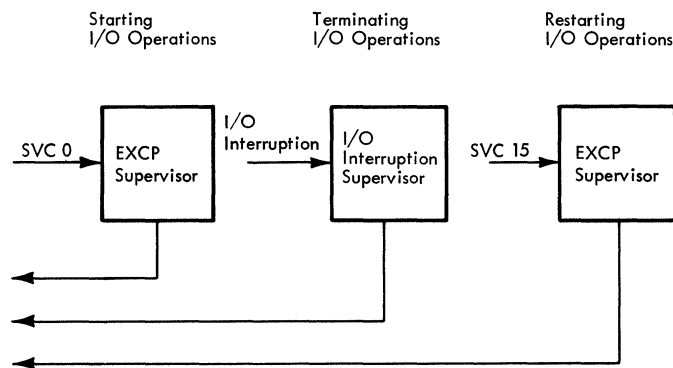 Starting
I/O Operations
Terminating
I/O Operations
Restarting
I/O Operations
SVC 0
EXCP
Supervisor
I/O
Interruption
I/O
Interruption
Supervisor
SVC 15
EXCP
Supervisor